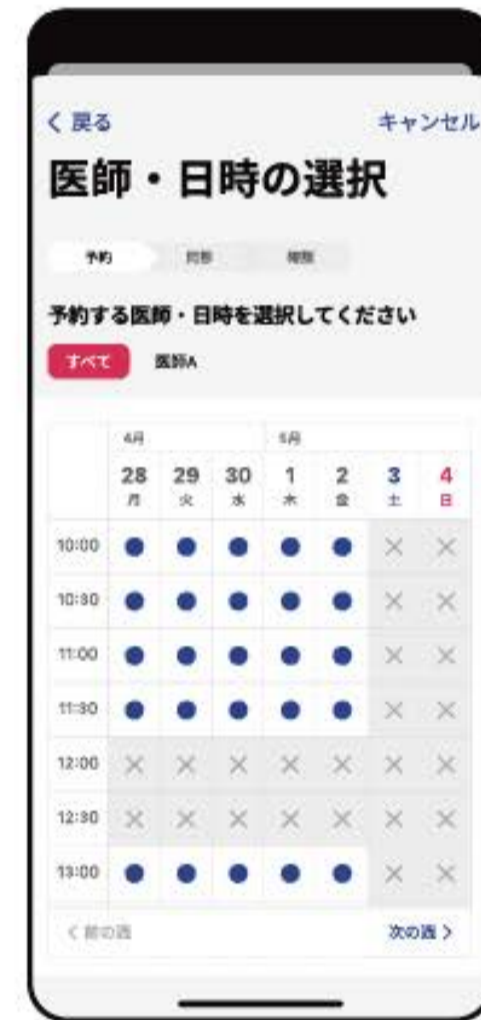 < 戻る キャンセル
医師・日時の選択
予約
予約する医師・日時を選択してください
すべて 医師A
4月 5月
28 29 30 1 2 3 4
月 火 水 木 金 土 日
10:00 ● ● ● ● ● × ×
10:30 ● ● ● ● ● × ×
11:00 ● ● ● ● ● × ×
11:30 ● ● ● ● ● × ×
12:00 × × × × × × ×
12:30 × × × × × × ×
13:00 ● ● ● ● ● × ×
< 前の週 次の週 >